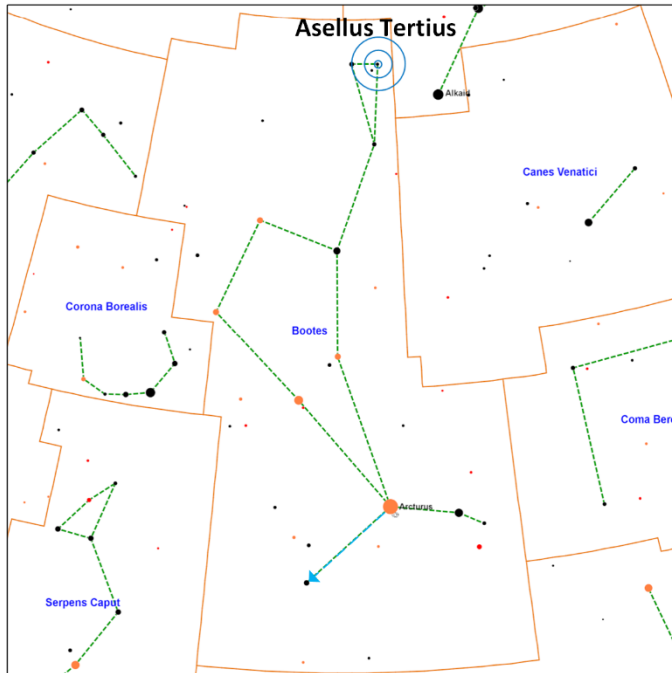 Asellus Tertius
Alkaid
Canes Venatici
Corona Borealis
Bootes
Coma Bere
Arcturus
Serpens Caput